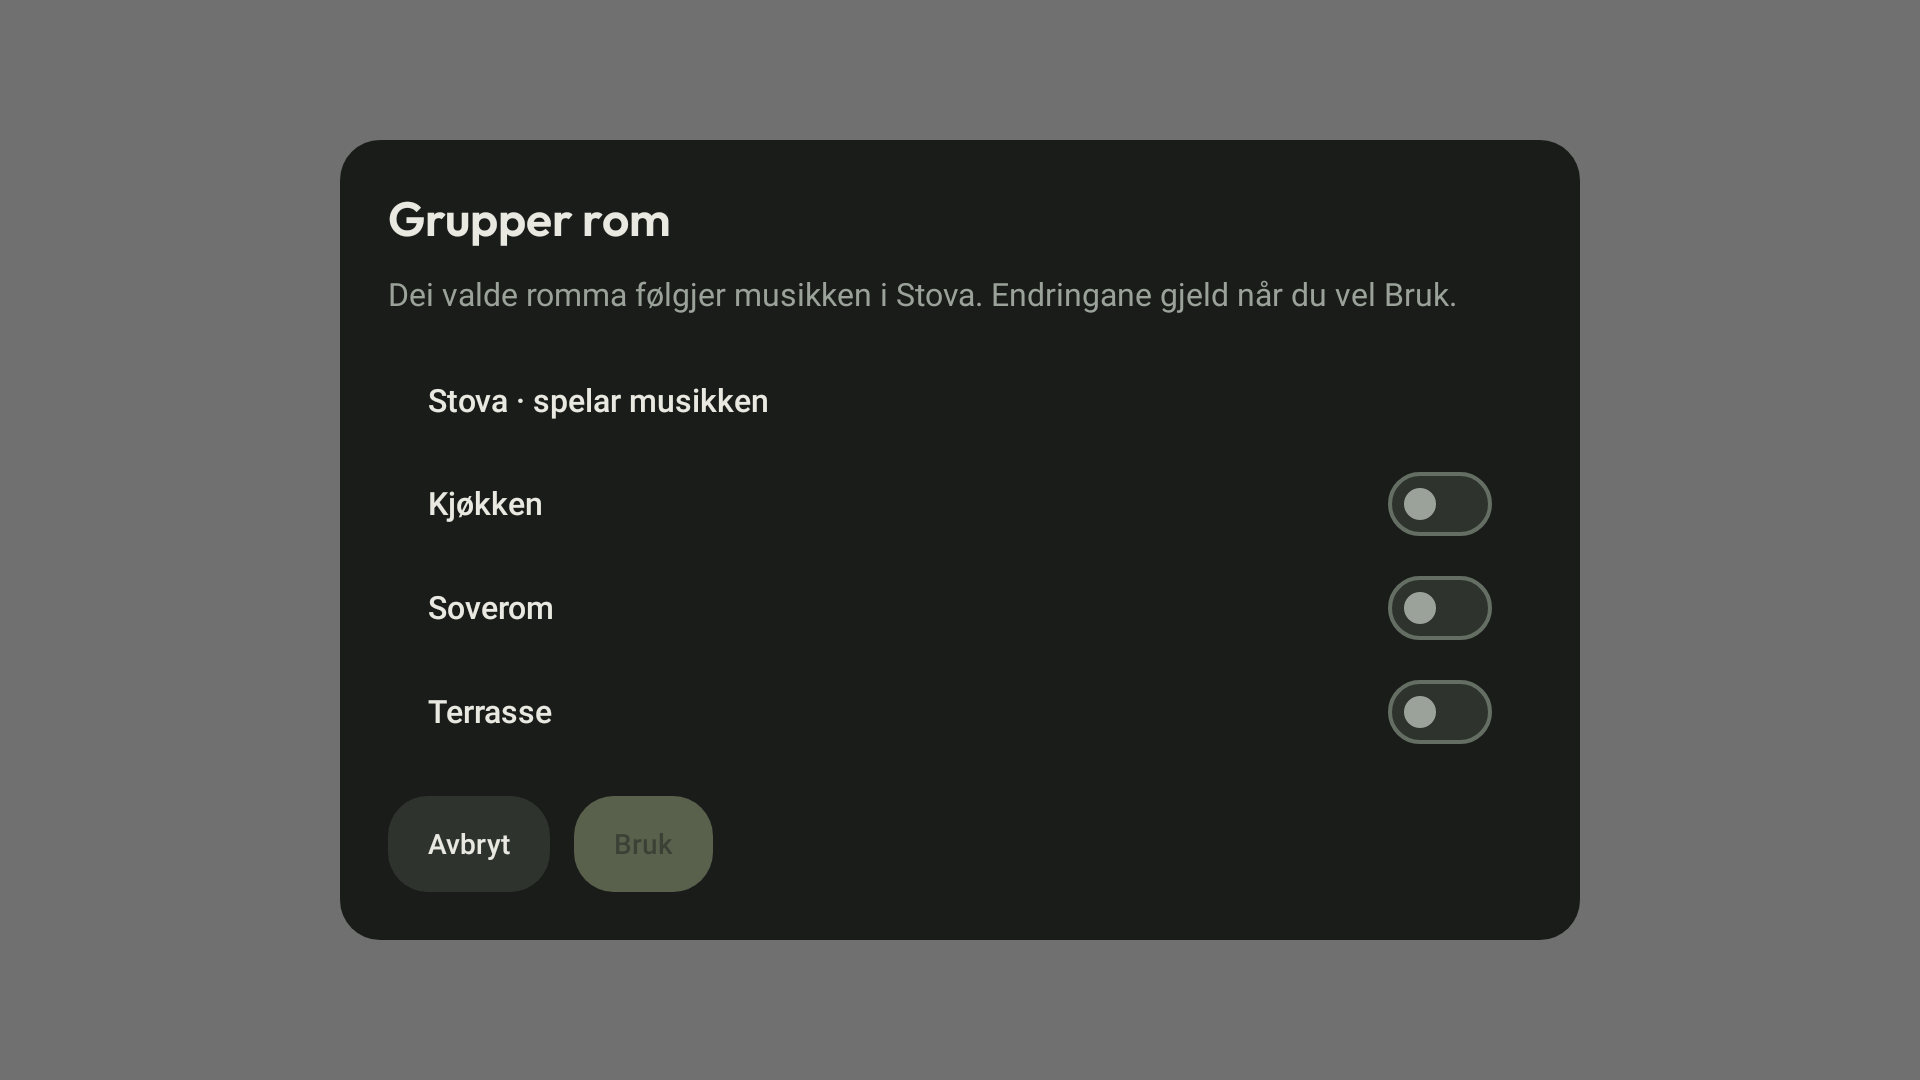 Grupper rom
Dei valde romma følgjer musikken i Stova. Endringane gjeld når du vel Bruk.
Stova · spelar musikken
Kjøkken
Soverom
Terrasse
Avbryt
Bruk